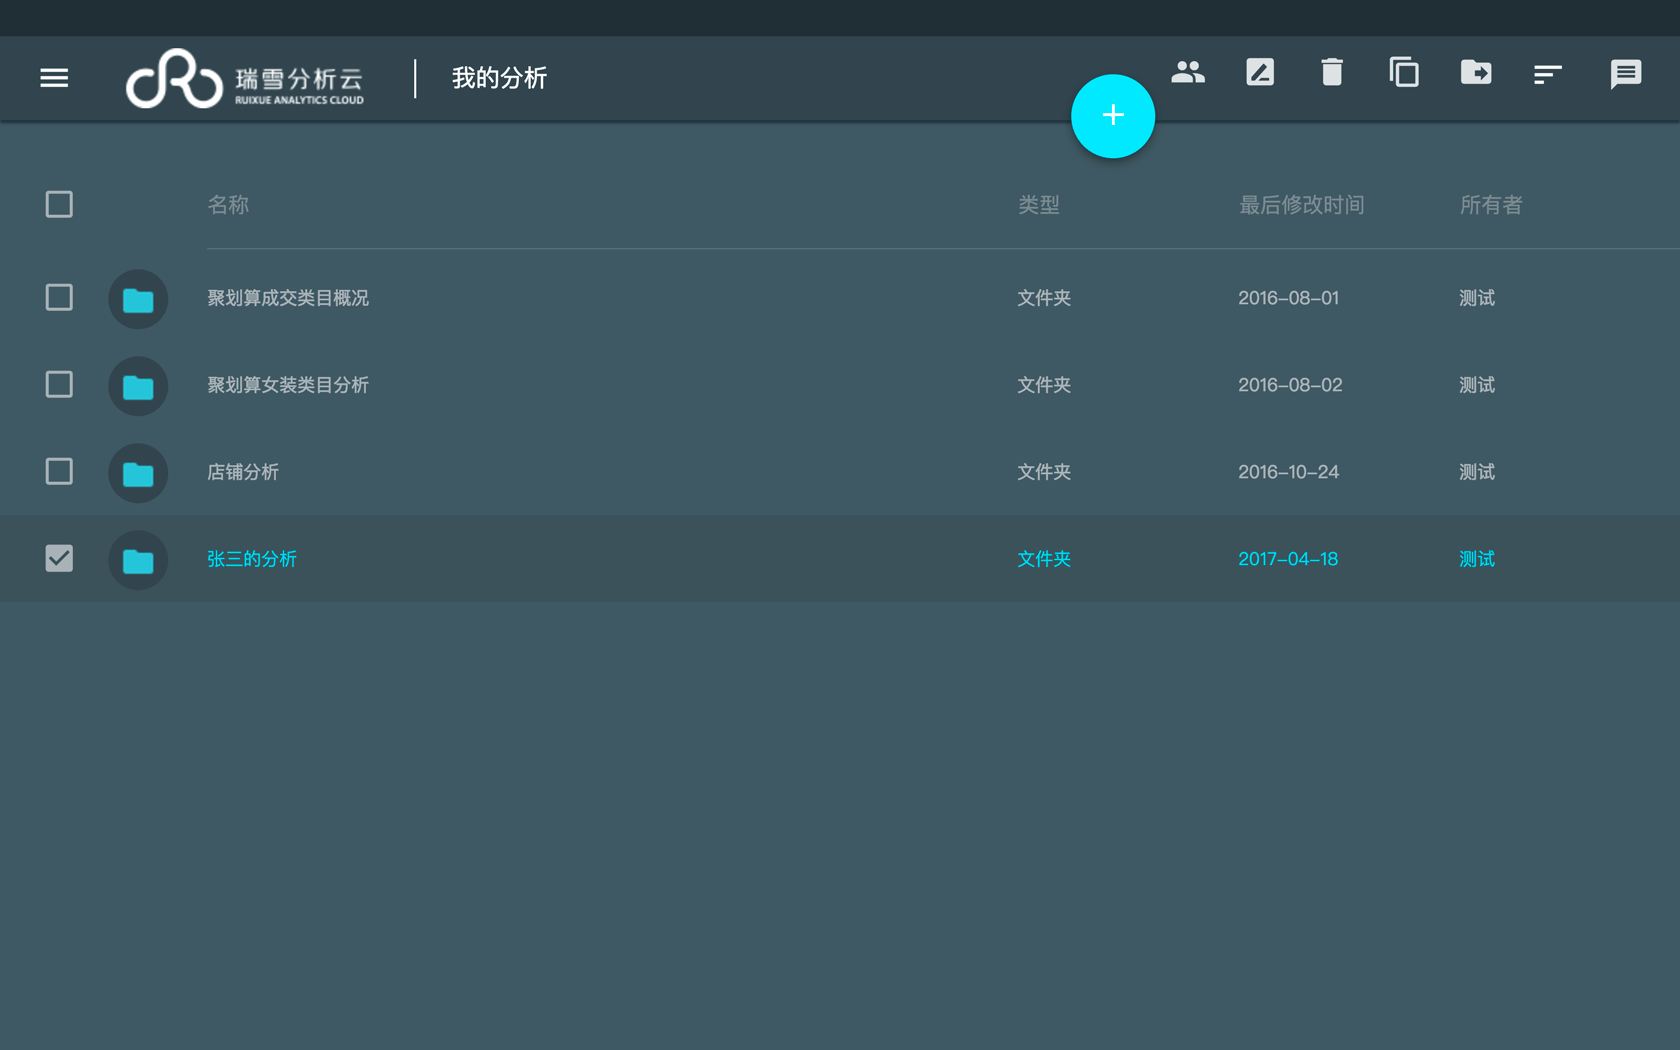 瑞雪分析云
RUIXUE ANALYTICS CLOUD
我的分析
名称 类型 最后修改时间 所有者
聚划算成交类目概况 文件夹 2016-08-01 测试
聚划算女装类目分析 文件夹 2016-08-02 测试
店铺分析 文件夹 2016-10-24 测试
张三的分析 文件夹 2017-04-18 测试